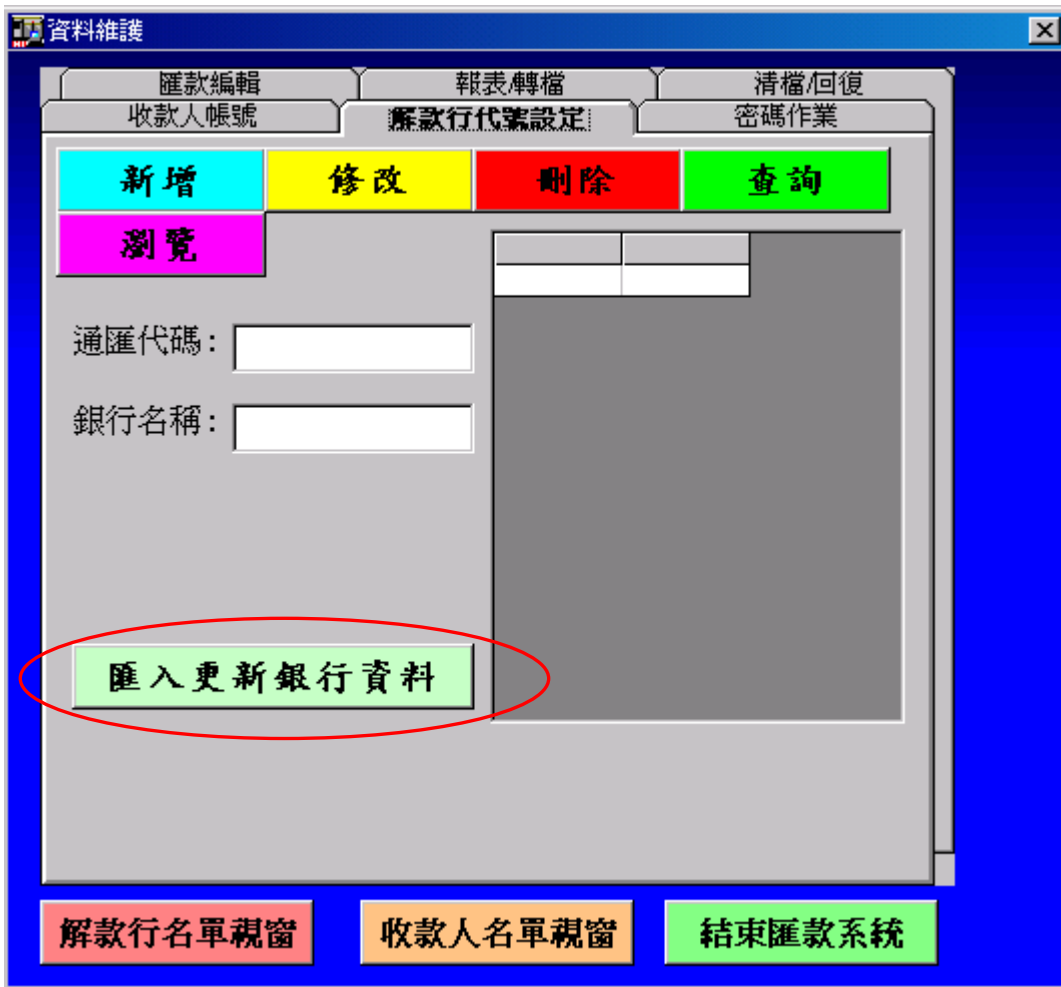 資料維護
匯款編輯 報表/轉檔 清檔/回復
收款人帳號 解款行代號設定 密碼作業
新增 修改 刪除 查詢
瀏覽
通匯代碼:
銀行名稱:
匯入更新銀行資料
解款行名單視窗 收款人名單視窗 結束匯款系統